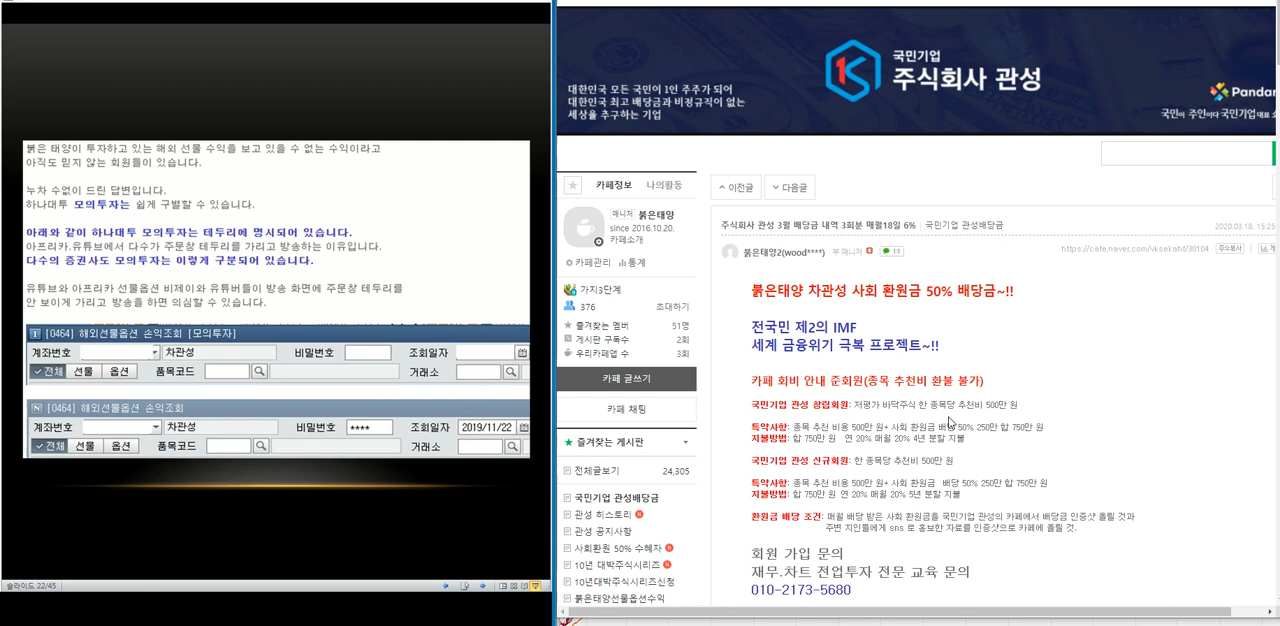 붉은 태양이 투자하고 있는 해외 선물 수익을 보고 있을 수 없는 수익이라고
아직도 믿지 않는 회원들이 있습니다.
누차 수없이 드린 답변입니다.
하나대투 모의투자는 쉽게 구별할 수 있습니다.
아래와 같이 하나대투 모의투자는 테두리에 명시되어 있습니다.
아프리카.유튜브에서 다수가 주문창 테두리를 가리고 방송하는 이유입니다.
다수의 증권사도 모의투자는 이렇게 구분되어 있습니다.
유튜브와 아프리카 선물옵션 비제이와 유튜버들이 방송 화면에 주문창 테두리를
안 보이게 가리고 방송을 하면 의심할 수 있습니다.
[0464] 해외선물옵션 손익조회 [모의투자]
계좌번호 차관성 비밀번호 조회일자
전체 선물 옵션 품목코드 거래소
[0464] 해외선물옵션 손익조회
계좌번호 차관성 비밀번호 **** 조회일자 2019/11/22
전체 선물 옵션 품목코드 거래소
슬라이드 22/45
대한민국 모든 국민이 1인 주주가 되어
대한민국 최고 배당금과 비정규직이 없는
세상을 추구하는 기업
국민기업
주식회사 관성
Pandar
국민이 주인이다 국민기업
카페정보 나의활동
매니저 붉은태양
since 2016.10.20.
카페소개
카페관리 통계
가지3단계
376 초대하기
즐겨찾는 멤버 51명
게시판 구독수 2회
우리카페앱 수 3회
카페 글쓰기
카페 채팅
즐겨찾는 게시판
전체글보기 24,305
국민기업 관성배당금
관성 히스토리
관성 공지사항
사회환원 50% 수혜자
10년 대박주식시리즈
10년대박주식시리즈신청
붉은태양선물옵션수익
이전글 다음글
주식회사 관성 3월 배당금 내역 3회분 매월18일 6% | 국민기업 관성배당금 2020.03.18. 15:25
붉은태양2(wood****) 부매니저 1:1 https://cafe.naver.com/vksekahf/30104 주소복사
붉은태양 차관성 사회 환원금 50% 배당금~!!
전국민 제2의 IMF
세계 금융위기 극복 프로젝트~!!
카페 회비 안내 준회원(종목 추천비 환불 불가)
국민기업 관성 창립회원: 저평가 바닥주식 한 종목당 추천비 500만 원
특약사항: 종목 추천 비용 500만 원+ 사회 환원금 배당 50% 250만 합 750만 원
지불방법: 합 750만 원 연 20% 매월 20% 4년 분할 지불
국민기업 관성 신규회원: 한 종목당 추천비 500만 원
특약사항: 종목 추천 비용 500만 원+ 사회 환원금 배당 50% 250만 합 750만 원
지불방법: 합 750만 원 연 20% 매월 20% 5년 분할 지불
환원금 배당 조건: 매월 배당 받은 사회 환원금을 국민기업 관성의 카페에서 배당금 인증샷 올릴 것과
주변 지인들에게 sns 로 홍보한 자료를 인증샷으로 카페에 올릴 것.
회원 가입 문의
재무.차트 전업투자 전문 교육 문의
010-2173-5680